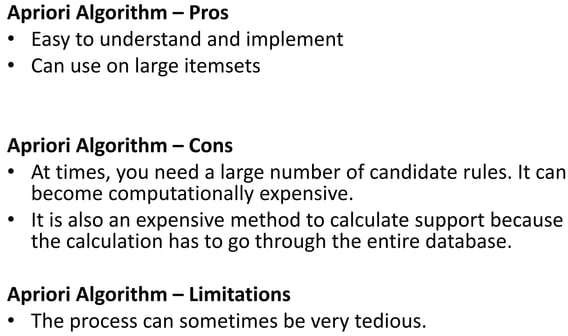 Apriori Algorithm – Pros
• Easy to understand and implement
• Can use on large itemsets
Apriori Algorithm – Cons
• At times, you need a large number of candidate rules. It can
become computationally expensive.
• It is also an expensive method to calculate support because
the calculation has to go through the entire database.
Apriori Algorithm – Limitations
• The process can sometimes be very tedious.